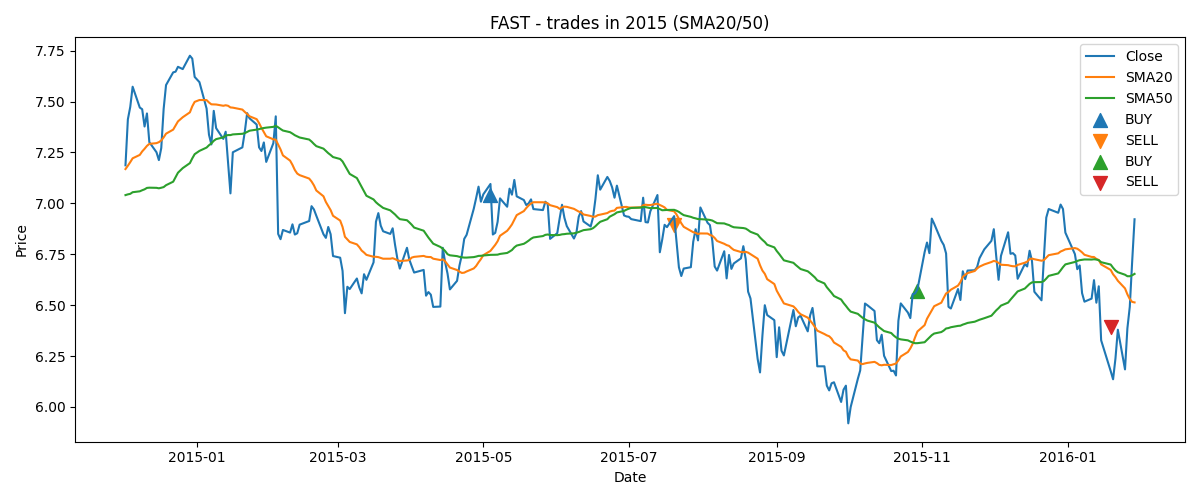 FAST - trades in 2015 (SMA20/50)
Price
7.75
7.50
7.25
7.00
6.75
6.50
6.25
6.00
Close
SMA20
SMA50
BUY
SELL
BUY
SELL
2015-01 2015-03 2015-05 2015-07 2015-09 2015-11 2016-01
Date